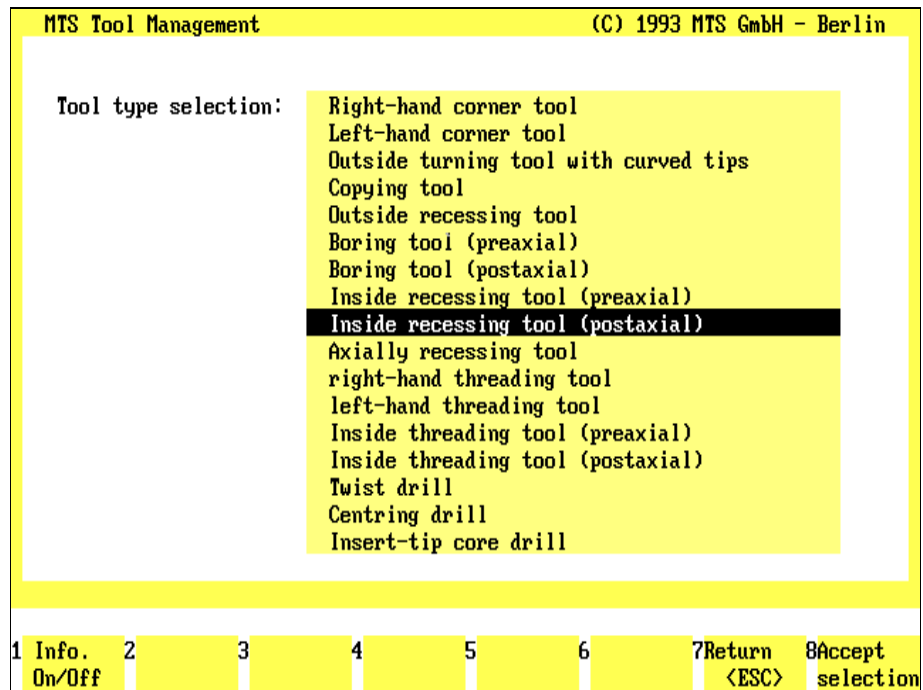 MTS Tool Management (C) 1993 MTS GmbH - Berlin
Tool type selection: Right-hand corner tool
Left-hand corner tool
Outside turning tool with curved tips
Copying tool
Outside recessing tool
Boring tool (preaxial)
Boring tool (postaxial)
Inside recessing tool (preaxial)
Inside recessing tool (postaxial)
Axially recessing tool
right-hand threading tool
left-hand threading tool
Inside threading tool (preaxial)
Inside threading tool (postaxial)
Twist drill
Centring drill
Insert-tip core drill
1 Info. 2 3 4 5 6 7Return 8Accept
On/Off <ESC> selection